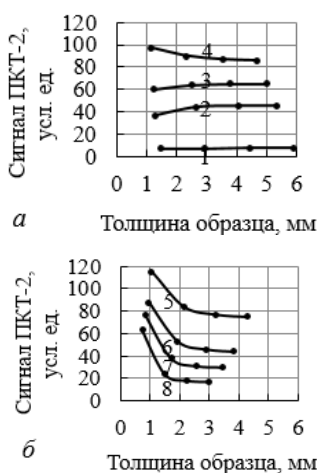 Сигнал ПКТ-2,
усл. ед.
120
100
80
60
40
20
0
4
3
2
1
0 1 2 3 4 5 6
а
Толщина образца, мм
Сигнал ПКТ-2,
усл. ед.
120
100
80
60
40
20
0
5
6
7
8
0 1 2 3 4 5 6
б
Толщина образца, мм